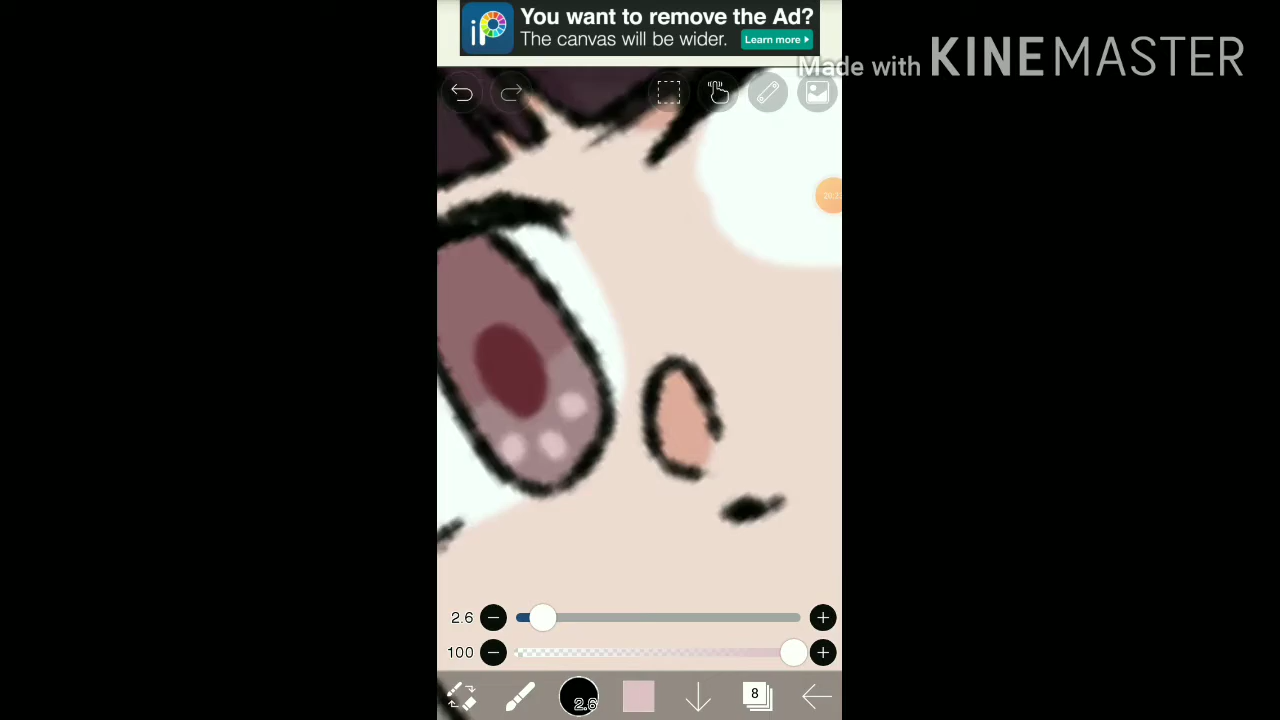 iP
You want to remove the Ad?
The canvas will be wider.
Learn more
Made with KINEMASTER
2.6
100
2.6
8